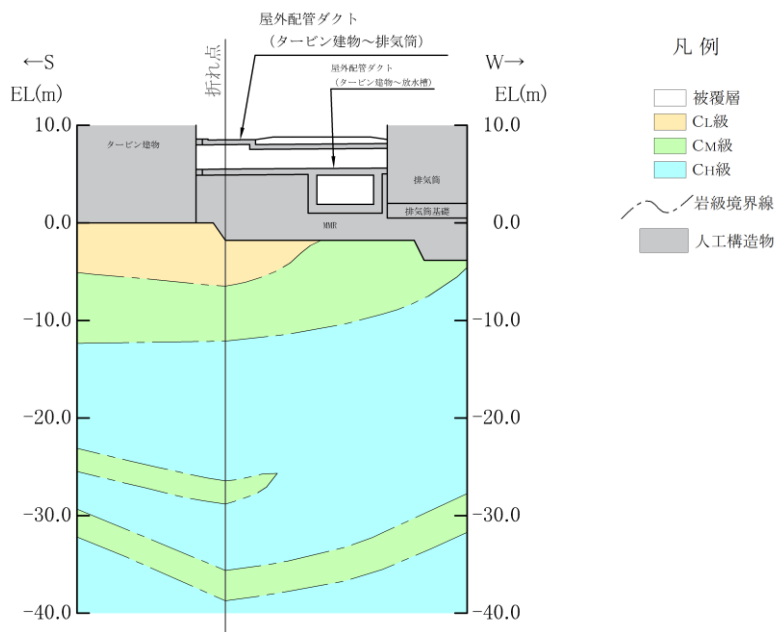 屋外配管ダクト
(タービン建物~排気筒)
屋外配管ダクト
(タービン建物~放水槽)
←S
W→
EL(m)
EL(m)
折れ点
10.0
10.0
0.0
0.0
-10.0
-10.0
-20.0
-20.0
-30.0
-30.0
-40.0
-40.0
タービン建物
排気筒
排気筒基礎
MMR
凡 例
被覆層
CL級
CM級
CH級
岩級境界線
人工構造物